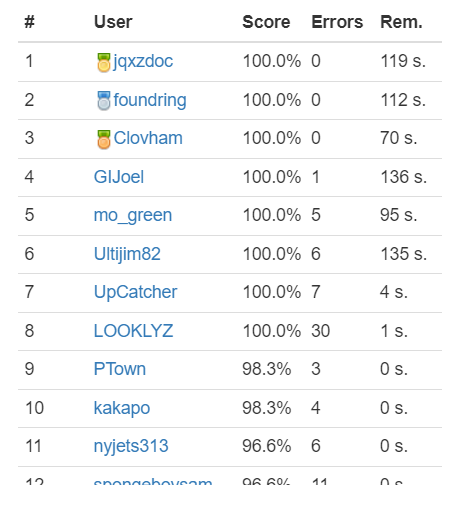 # User Score Errors Rem.
1 jqxzdoc 100.0% 0 119 s.
2 foundring 100.0% 0 112 s.
3 Clovham 100.0% 0 70 s.
4 GIJoel 100.0% 1 136 s.
5 mo_green 100.0% 5 95 s.
6 Ultijim82 100.0% 6 135 s.
7 UpCatcher 100.0% 7 4 s.
8 LOOKLYZ 100.0% 30 1 s.
9 PTown 98.3% 3 0 s.
10 kakapo 98.3% 4 0 s.
11 nyjets313 96.6% 6 0 s.
12 spongeboysam 96.6% 11 0 s.